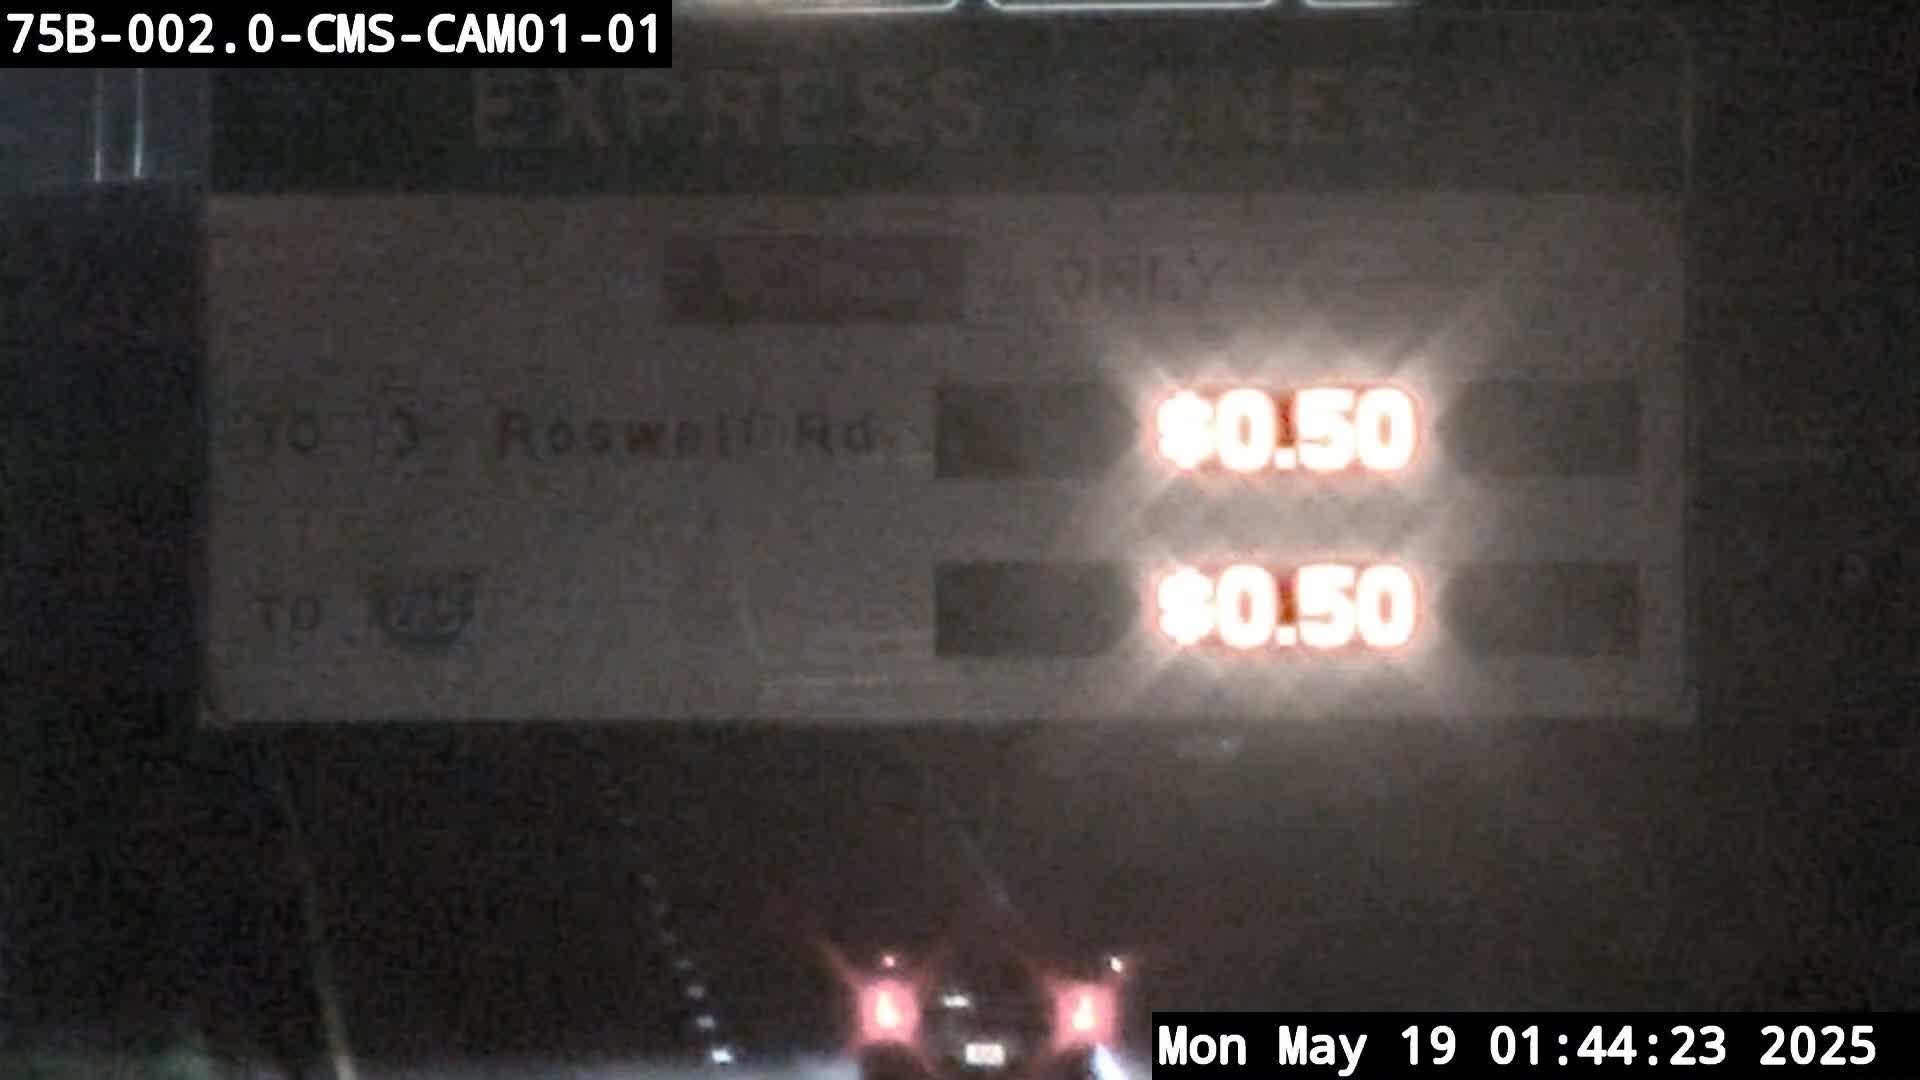 75B-002.0-CMS-CAM01-01
EXPRESS LANES
ONLY
TO 3 Roswell Rd $0.50
TO $0.50
Mon May 19 01:44:23 2025